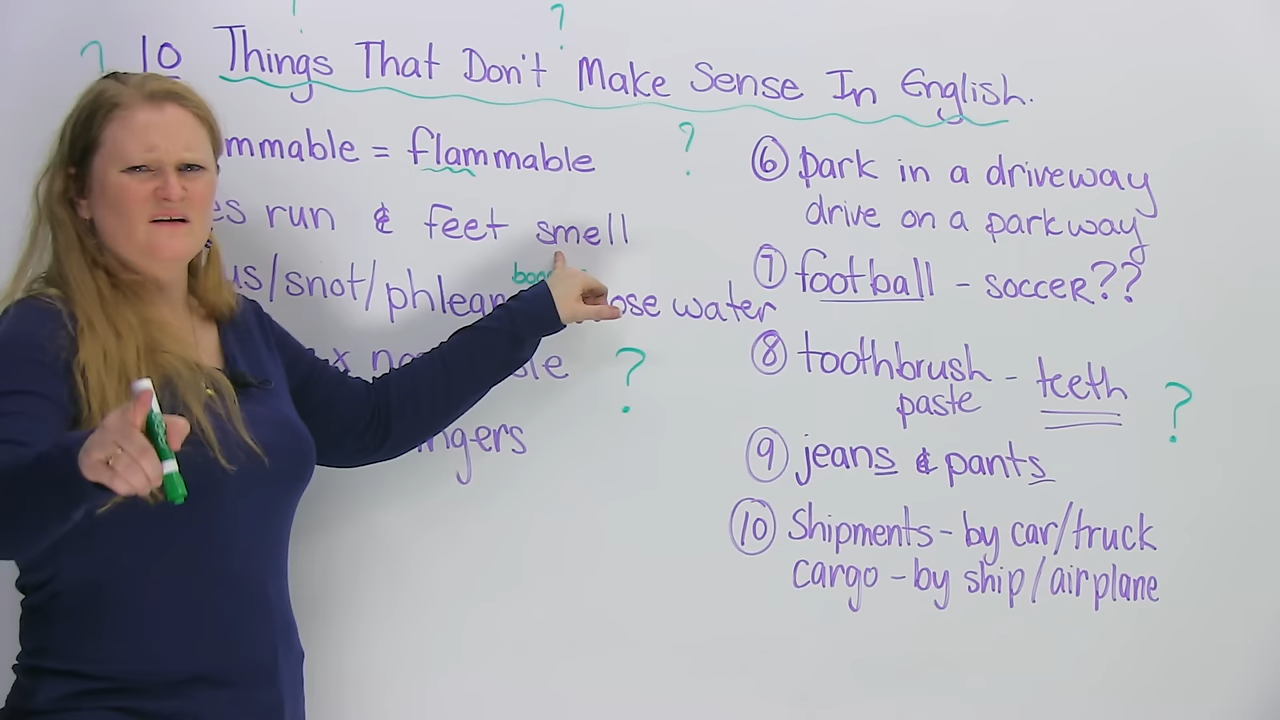 10 Things That Don't Make Sense In English.
mmable = flammable
es run & feet smell
us/snot/phlegm
ose water
ngers
⑥ park in a driveway
drive on a parkway
⑦ football - soccer??
⑧ toothbrush - teeth
paste
⑨ jeans & pants
⑩ Shipments - by car/truck
cargo - by ship/airplane